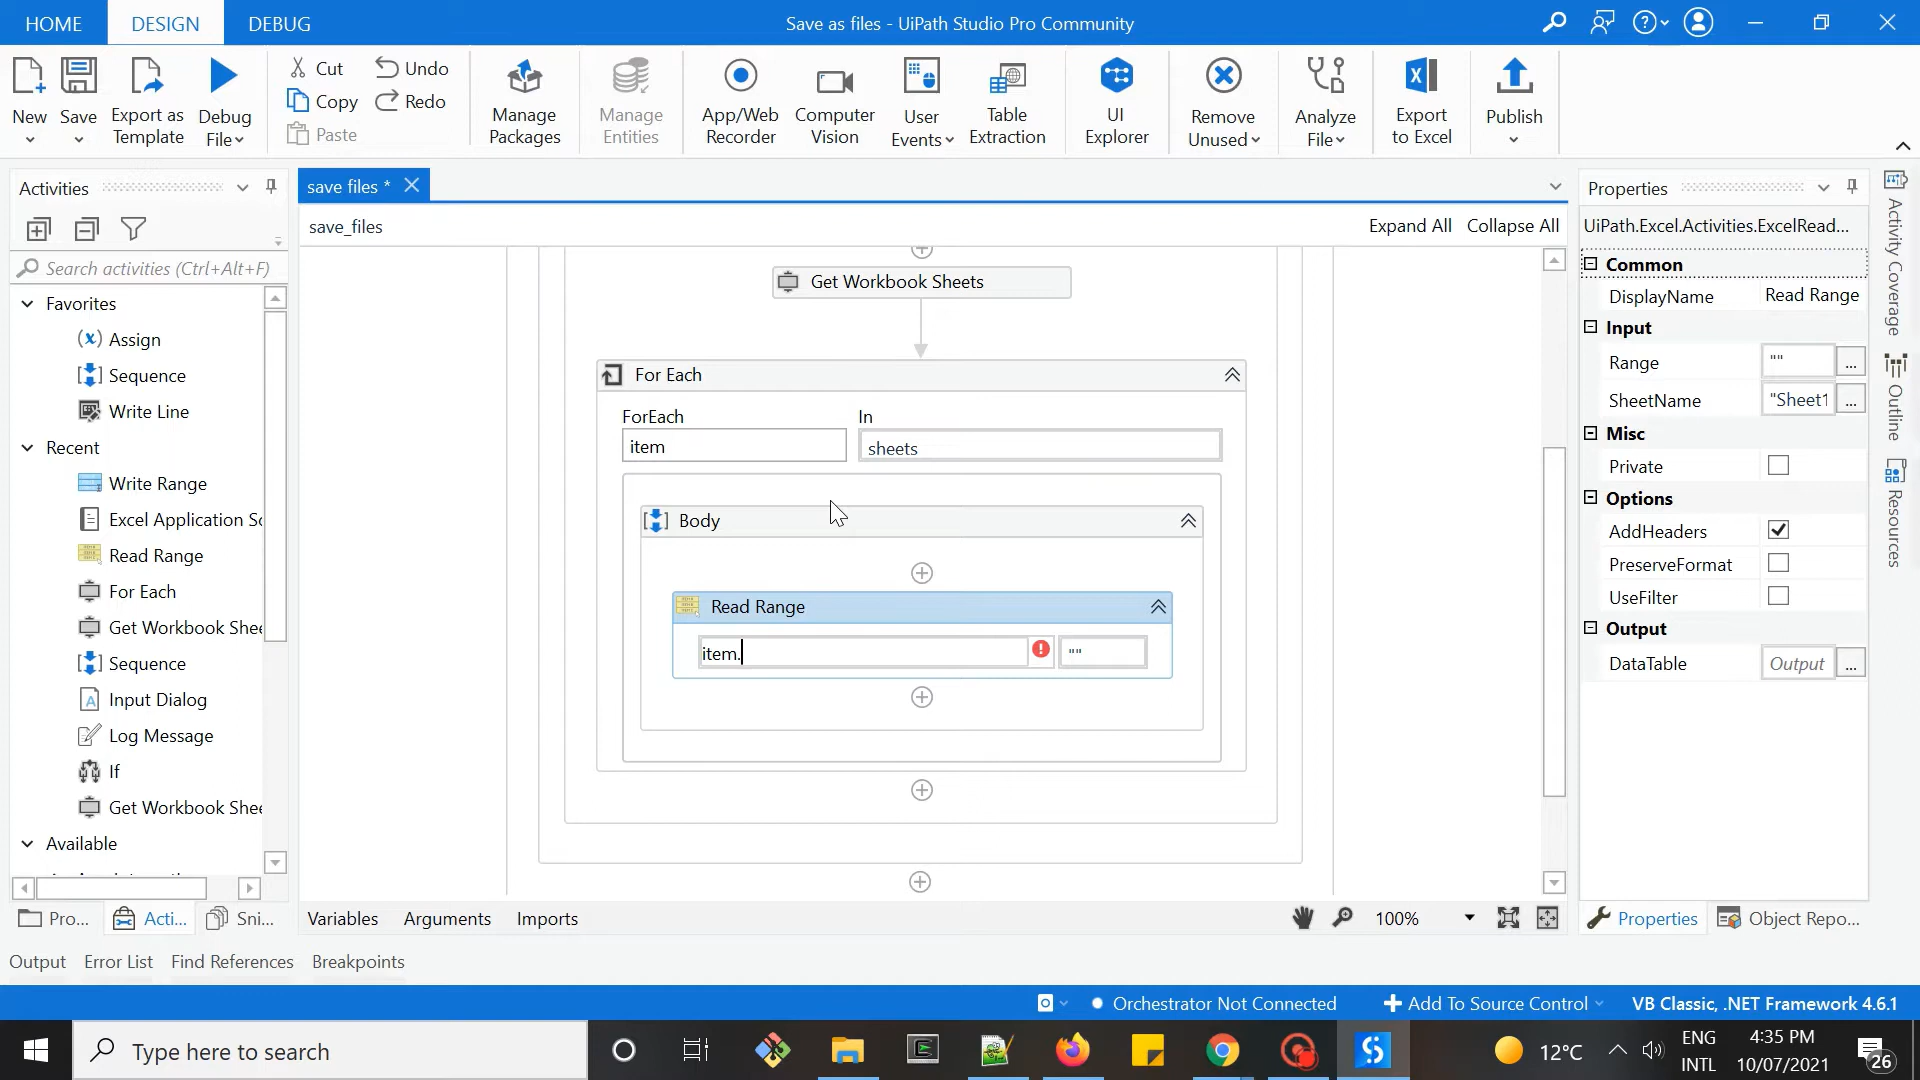 HOME
DESIGN
DEBUG
Save as files - UiPath Studio Pro Community
New
Save
Export as Template
Debug File
Cut
Copy
Paste
Undo
Redo
Manage Packages
Manage Entities
App/Web Recorder
Computer Vision
User Events
Table Extraction
UI Explorer
Remove Unused
Analyze File
Export to Excel
Publish
Activities
Search activities (Ctrl+Alt+F)
Favorites
Assign
Sequence
Write Line
Recent
Write Range
Excel Application Sc
Read Range
For Each
Get Workbook Shee
Sequence
Input Dialog
Log Message
If
Get Workbook Shee
Available
Pro...
Acti...
Sni...
save files *
save_files
Expand All
Collapse All
Get Workbook Sheets
For Each
ForEach
In
item
sheets
Body
Read Range
item.
""
Variables
Arguments
Imports
100%
Properties
UiPath.Excel.Activities.ExcelRead...
Common
DisplayName
Read Range
Input
Range
""
...
SheetName
"Sheet1
...
Misc
Private
Options
AddHeaders
PreserveFormat
UseFilter
Output
DataTable
Output
...
Properties
Object Repo...
Activity Coverage
Outline
Resources
Output
Error List
Find References
Breakpoints
Orchestrator Not Connected
Add To Source Control
VB Classic, .NET Framework 4.6.1
Type here to search
12°C
ENG
INTL
4:35 PM
10/07/2021
26